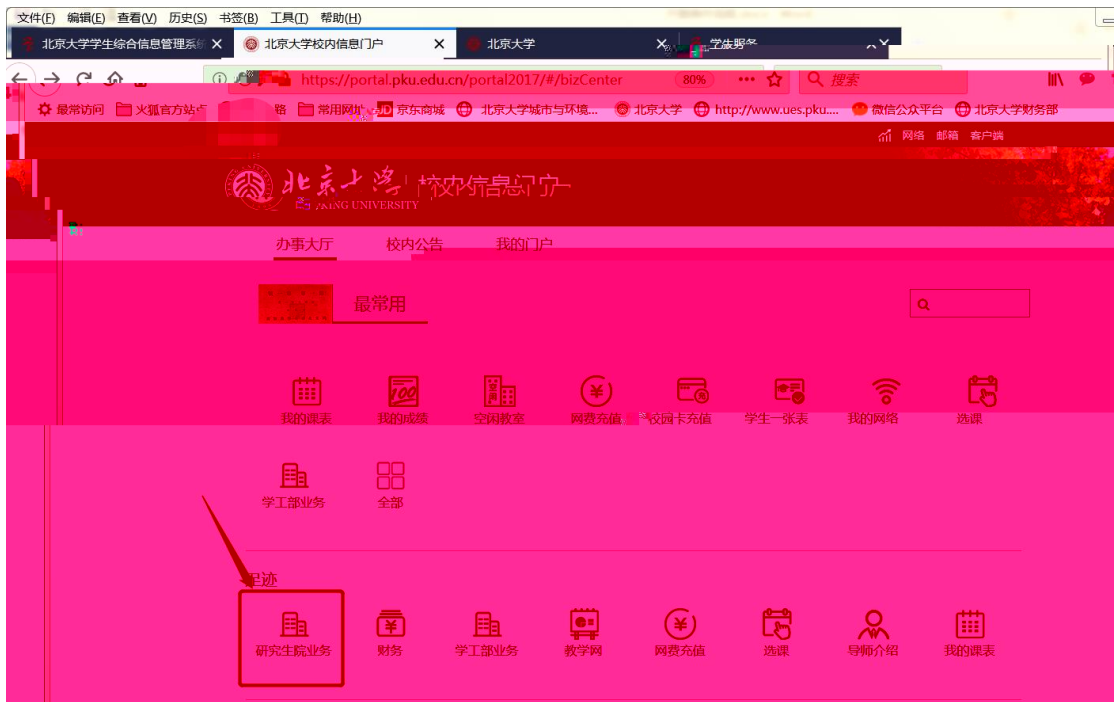 文件(F) 编辑(E) 查看(V) 历史(S) 书签(B) 工具(T) 帮助(H)
北京大学学生综合信息管理系统 北京大学校内信息门户 北京大学
https://portal.pku.edu.cn/portal2017/#/bizCenter 80% 搜索
最常访问 火狐官方站点 常用网址 JD 京东商城 北京大学城市与环境... 北京大学 http://www.ues.pku.... 微信公众平台 北京大学财务部
网络 邮箱 客户端
北京大学 校内信息门户
UNIVERSITY
办事大厅 校内公告 我的门户
最常用
我的课表 我的成绩 空闲教室 网费充值 校园卡充值 学生一张表 我的网络 选课
学工部业务 全部
足迹
研究生院业务 财务 学工部业务 教学网 网费充值 选课 导师介绍 我的课表